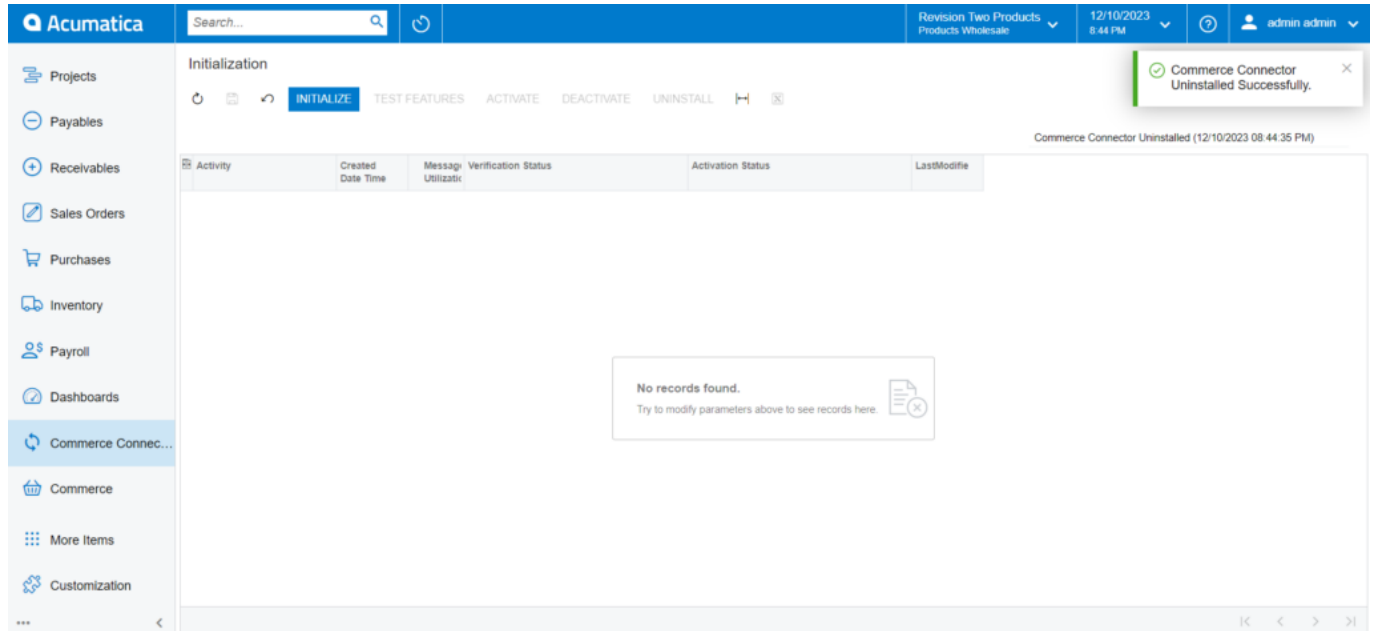 Acumatica
Search...
Revision Two Products
Products Wholesale
12/10/2023
8:44 PM
admin admin
Projects
Payables
Receivables
Sales Orders
Purchases
Inventory
Payroll
Dashboards
Commerce Connec...
Commerce
More Items
Customization
Initialization
INITIALIZE TEST FEATURES ACTIVATE DEACTIVATE UNINSTALL
Commerce Connector
Uninstalled Successfully.
Commerce Connector Uninstalled (12/10/2023 08:44:35 PM)
Activity
Created
Date Time
Message
Utilizatic
Verification Status
Activation Status
LastModifie
No records found.
Try to modify parameters above to see records here.